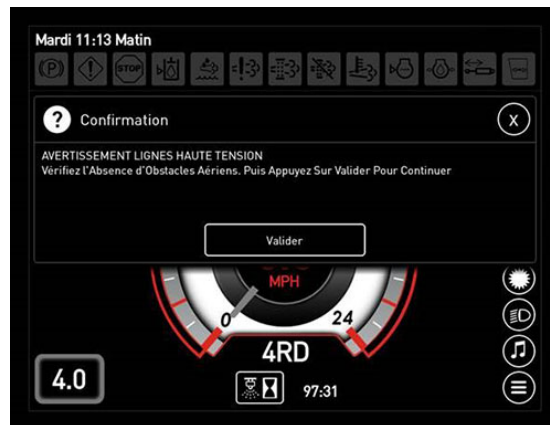 Mardi 11:13 Matin
STOP
? Confirmation X
AVERTISSEMENT LIGNES HAUTE TENSION
Vérifiez l'Absence d'Obstacles Aériens. Puis Appuyez Sur Valider Pour Continuer
Valider
MPH
0 24
4RD
4.0
97:31